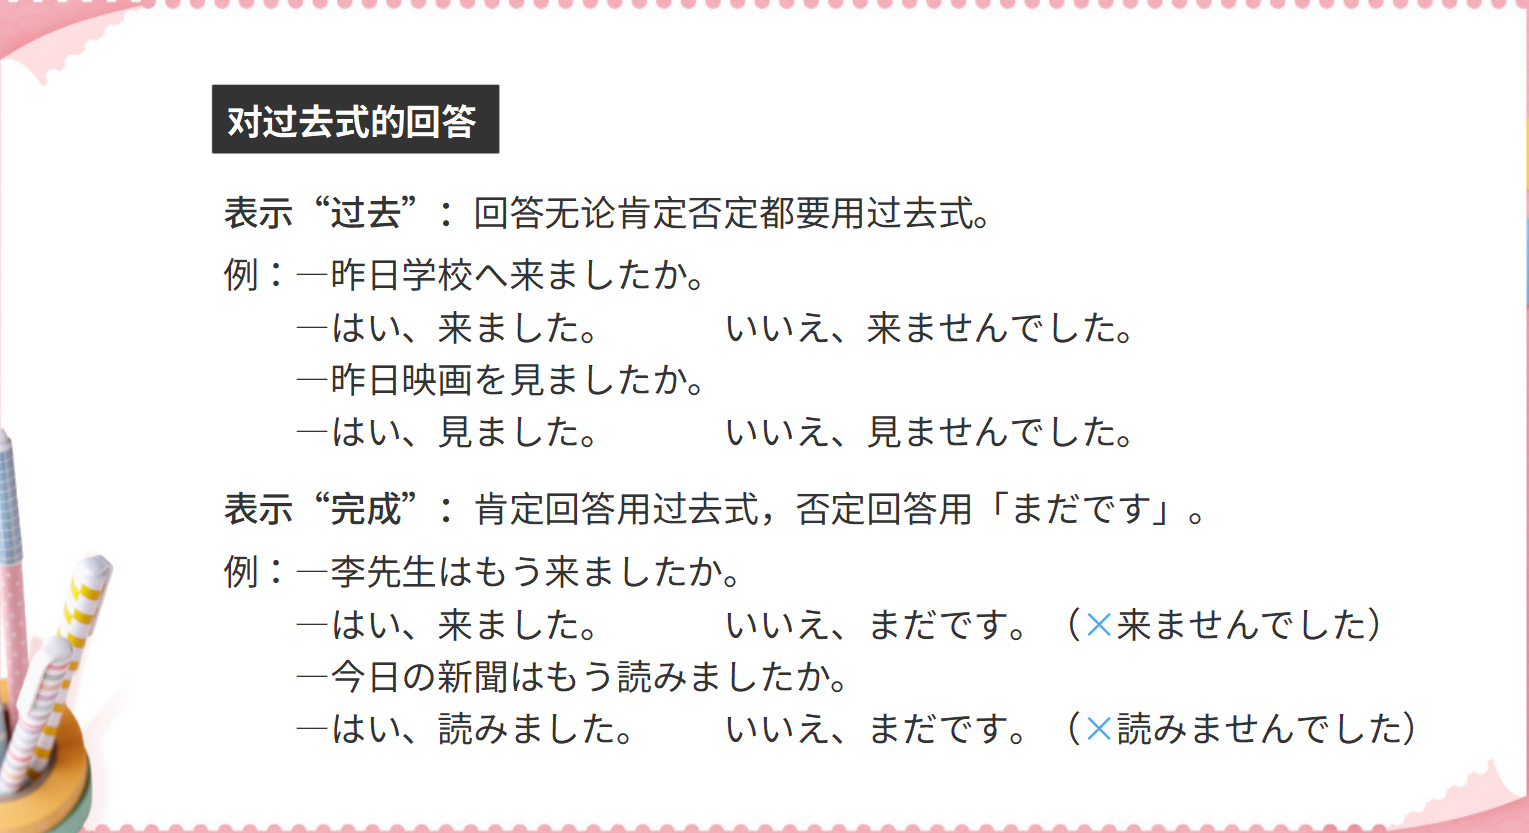 对过去式的回答
表示“过去”：回答无论肯定否定都要用过去式。
例：—昨日学校へ来ましたか。
—はい、来ました。 いいえ、来ませんでした。
—昨日映画を見ましたか。
—はい、見ました。 いいえ、見ませんでした。
表示“完成”：肯定回答用过去式，否定回答用「まだです」。
例：—李先生はもう来ましたか。
—はい、来ました。 いいえ、まだです。（×来ませんでした）
—今日の新聞はもう読みましたか。
—はい、読みました。 いいえ、まだです。（×読みませんでした）